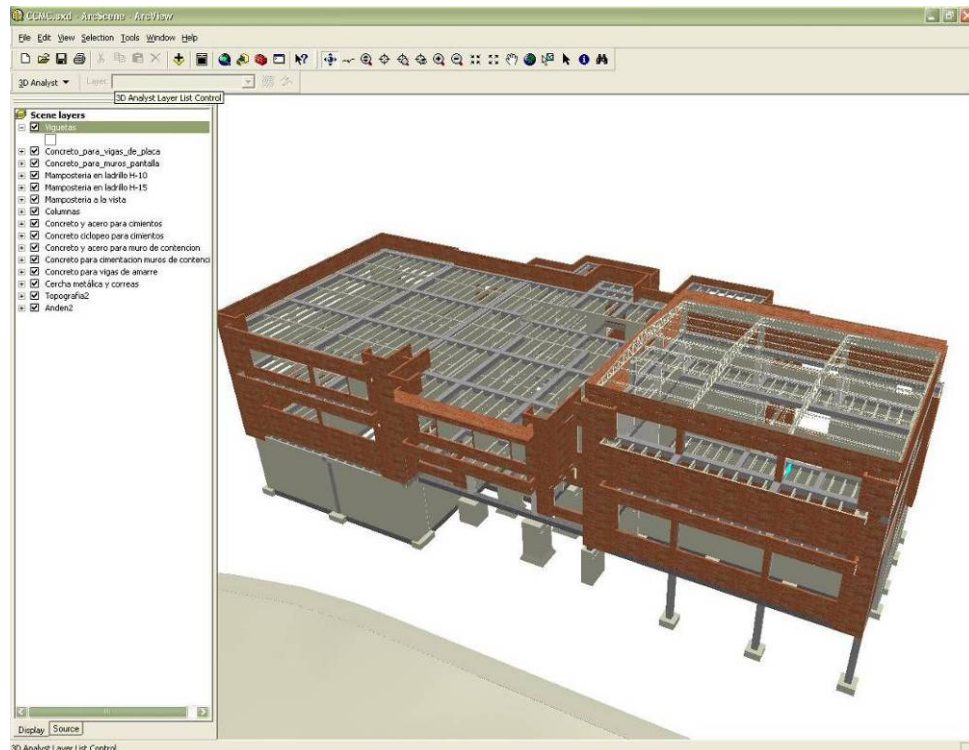 CCMC.sxd - ArcScene - ArcView
File Edit View Selection Tools Window Help
3D Analyst Layer:
3D Analyst Layer List Control
Scene layers
Viguetas
Concreto_para_vigas_de_placa
Concreto_para_muros_pantalla
Mamposteria en ladrillo H-10
Mamposteria en ladrillo H-15
Mamposteria a la vista
Columnas
Concreto y acero para cimientos
Concreto ciclopeo para cimientos
Concreto y acero para muro de contencion
Concreto para cimentacion muros de contenci
Concreto para vigas de amarre
Cercha metálica y correas
Topografia2
Anden2
Display Source
3D Analyst Layer List Control